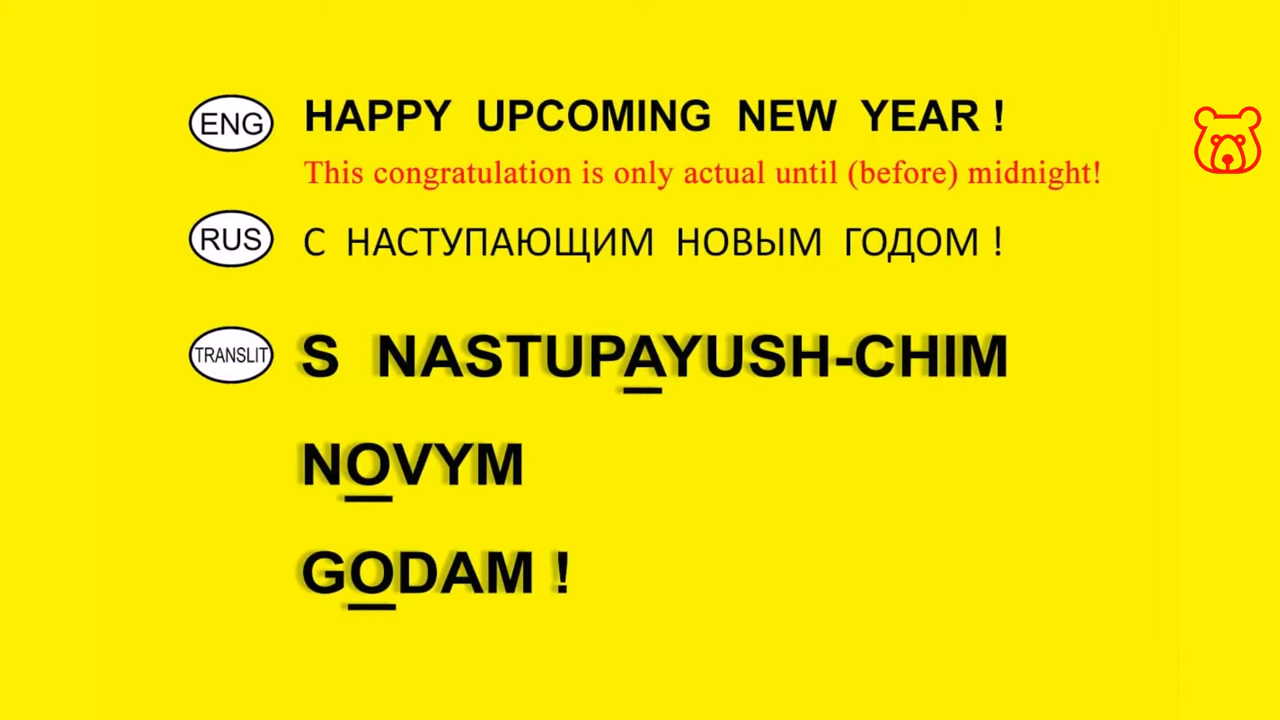 ENG HAPPY UPCOMING NEW YEAR !
This congratulation is only actual until (before) midnight!
RUS С НАСТУПАЮЩИМ НОВЫМ ГОДОМ !
TRANSLIT S NASTUPAYUSH-CHIM
NOVYM
GODAM !